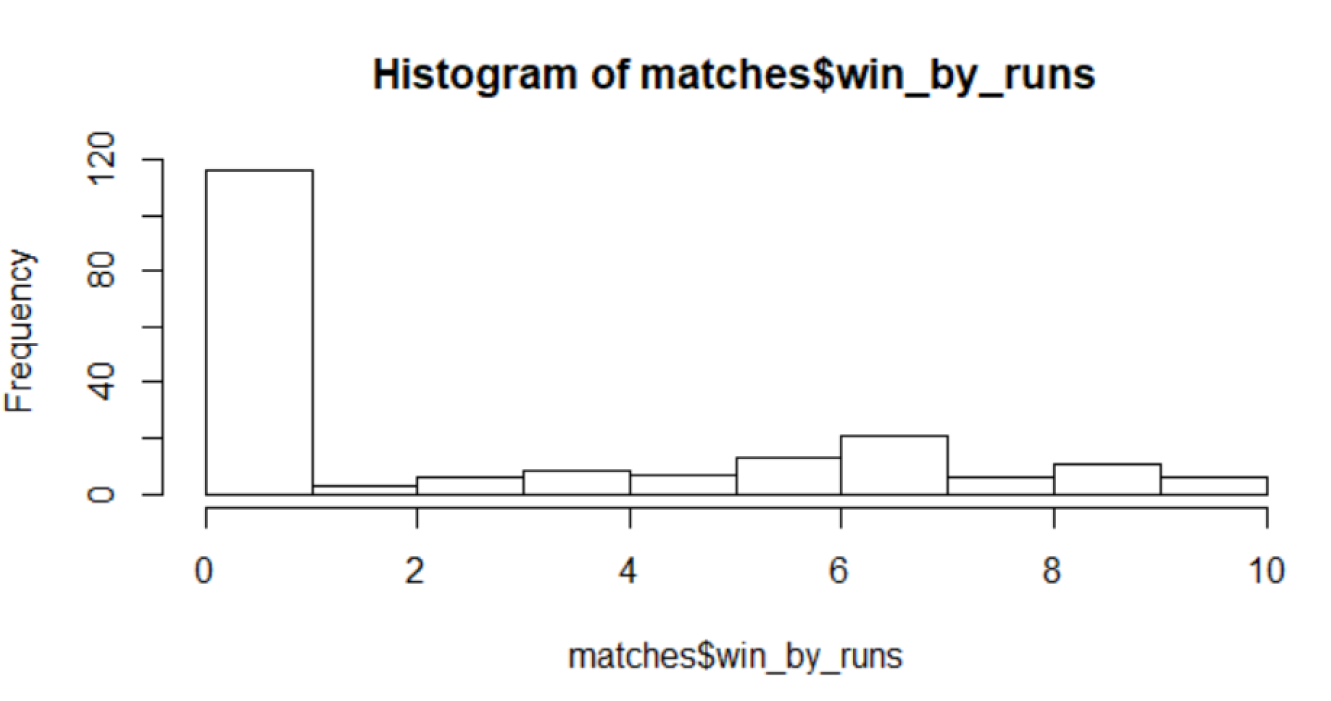 Histogram of matches$win_by_runs
Frequency
120
80
40
0
0 2 4 6 8 10
matches$win_by_runs